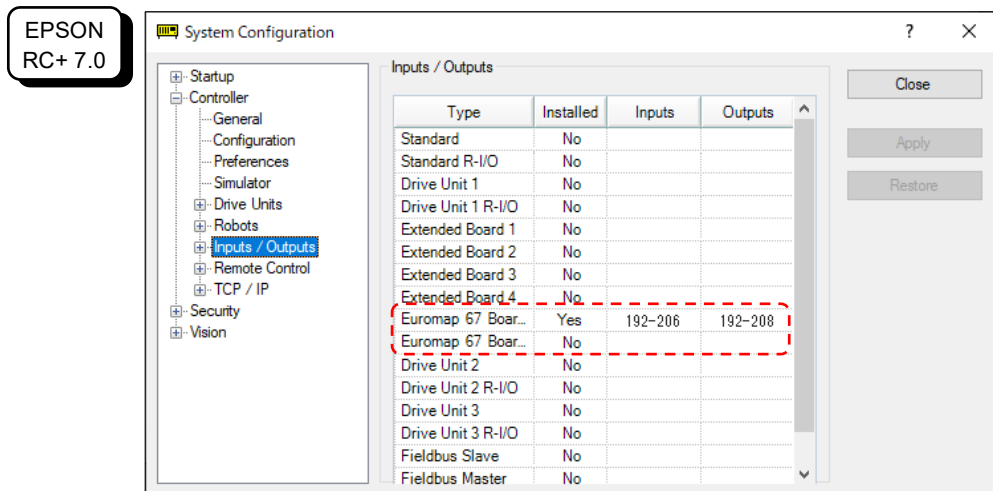 EPSON
RC+ 7.0
System Configuration
?
Startup
Controller
General
Configuration
Preferences
Simulator
Drive Units
Robots
Inputs / Outputs
Remote Control
TCP / IP
Security
Vision
Inputs / Outputs
Type Installed Inputs Outputs
Standard No
Standard R-I/O No
Drive Unit 1 No
Drive Unit 1 R-I/O No
Extended Board 1 No
Extended Board 2 No
Extended Board 3 No
Extended Board 4 No
Euromap 67 Boar... Yes 192-206 192-208
Euromap 67 Boar... No
Drive Unit 2 No
Drive Unit 2 R-I/O No
Drive Unit 3 No
Drive Unit 3 R-I/O No
Fieldbus Slave No
Fieldbus Master No
Close
Apply
Restore